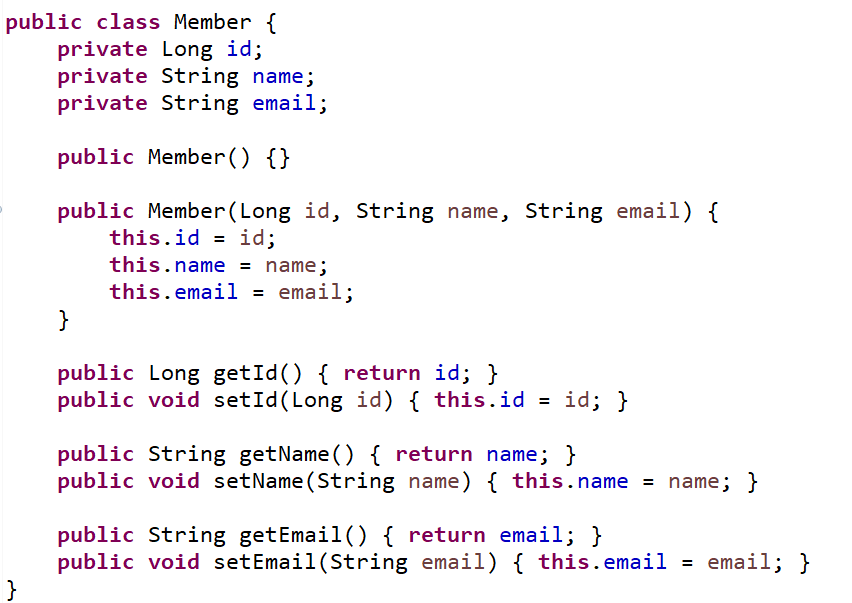 public class Member {
    private Long id;
    private String name;
    private String email;

    public Member() {}

    public Member(Long id, String name, String email) {
        this.id = id;
        this.name = name;
        this.email = email;
    }

    public Long getId() { return id; }
    public void setId(Long id) { this.id = id; }

    public String getName() { return name; }
    public void setName(String name) { this.name = name; }

    public String getEmail() { return email; }
    public void setEmail(String email) { this.email = email; }
}